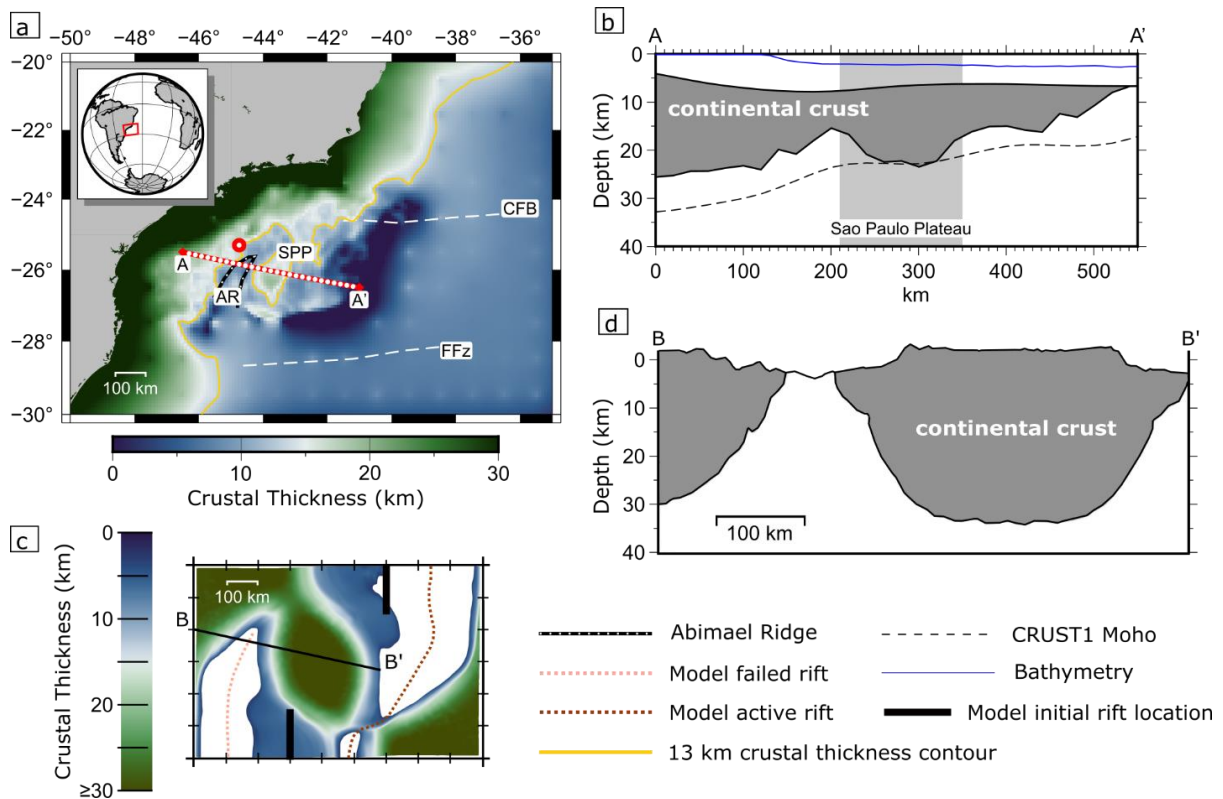 a
−50° −48° −46° −44° −42° −40° −38° −36°
−20°
−22°
−24°
−26°
−28°
−30°
CFB
SPP
A
AR
A'
FFz
100 km
0 10 20 30
Crustal Thickness (km)
b
A A'
0
10
20
30
40
Depth (km)
continental crust
Sao Paulo Plateau
0 100 200 300 400 500
km
c
0
10
20
≥30
Crustal Thickness (km)
100 km
B
B'
d
B B'
0
10
20
30
40
Depth (km)
continental crust
100 km
Abimael Ridge
Model failed rift
Model active rift
13 km crustal thickness contour
CRUST1 Moho
Bathymetry
Model initial rift location